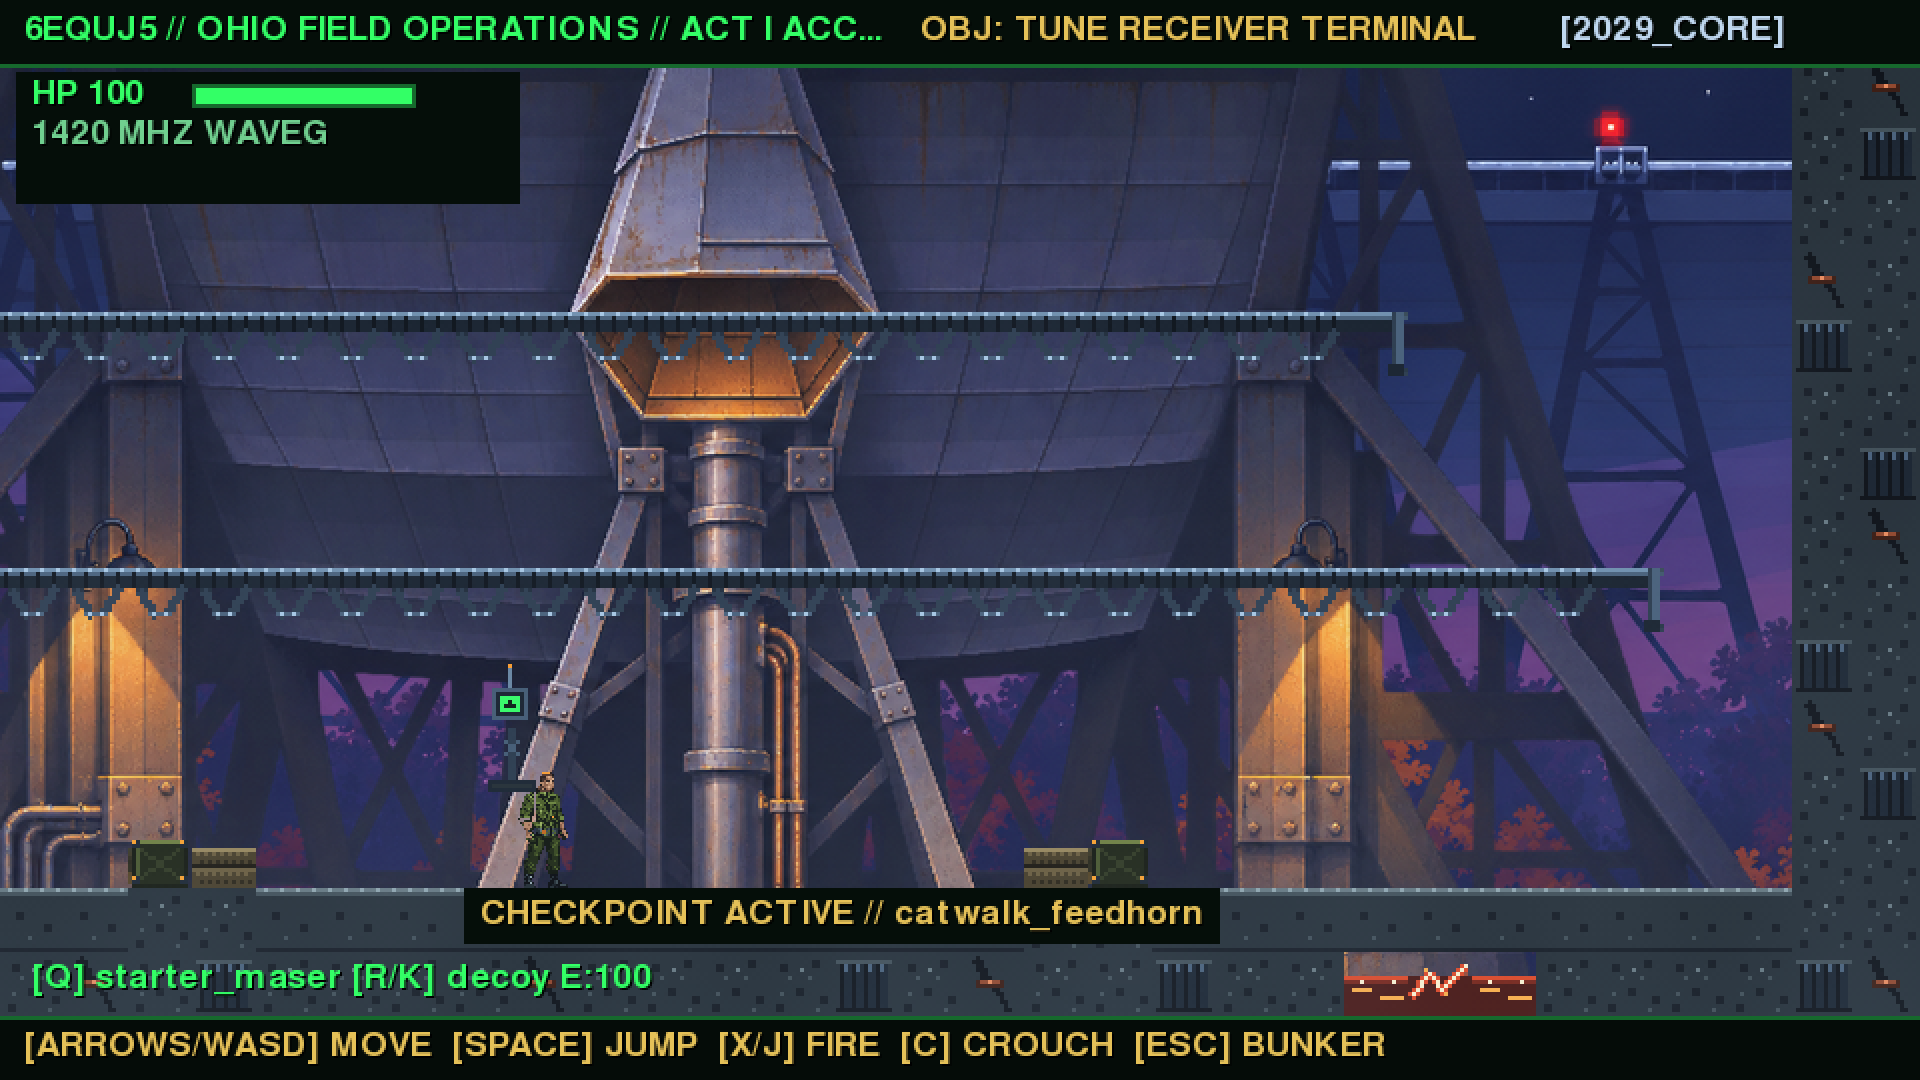 6EQUJ5 // OHIO FIELD OPERATIONS // ACT I ACC... OBJ: TUNE RECEIVER TERMINAL [2029_CORE]
HP 100
1420 MHZ WAVEG
CHECKPOINT ACTIVE // catwalk_feedhorn
[Q] starter_maser [R/K] decoy E:100
[ARROWS/WASD] MOVE [SPACE] JUMP [X/J] FIRE [C] CROUCH [ESC] BUNKER